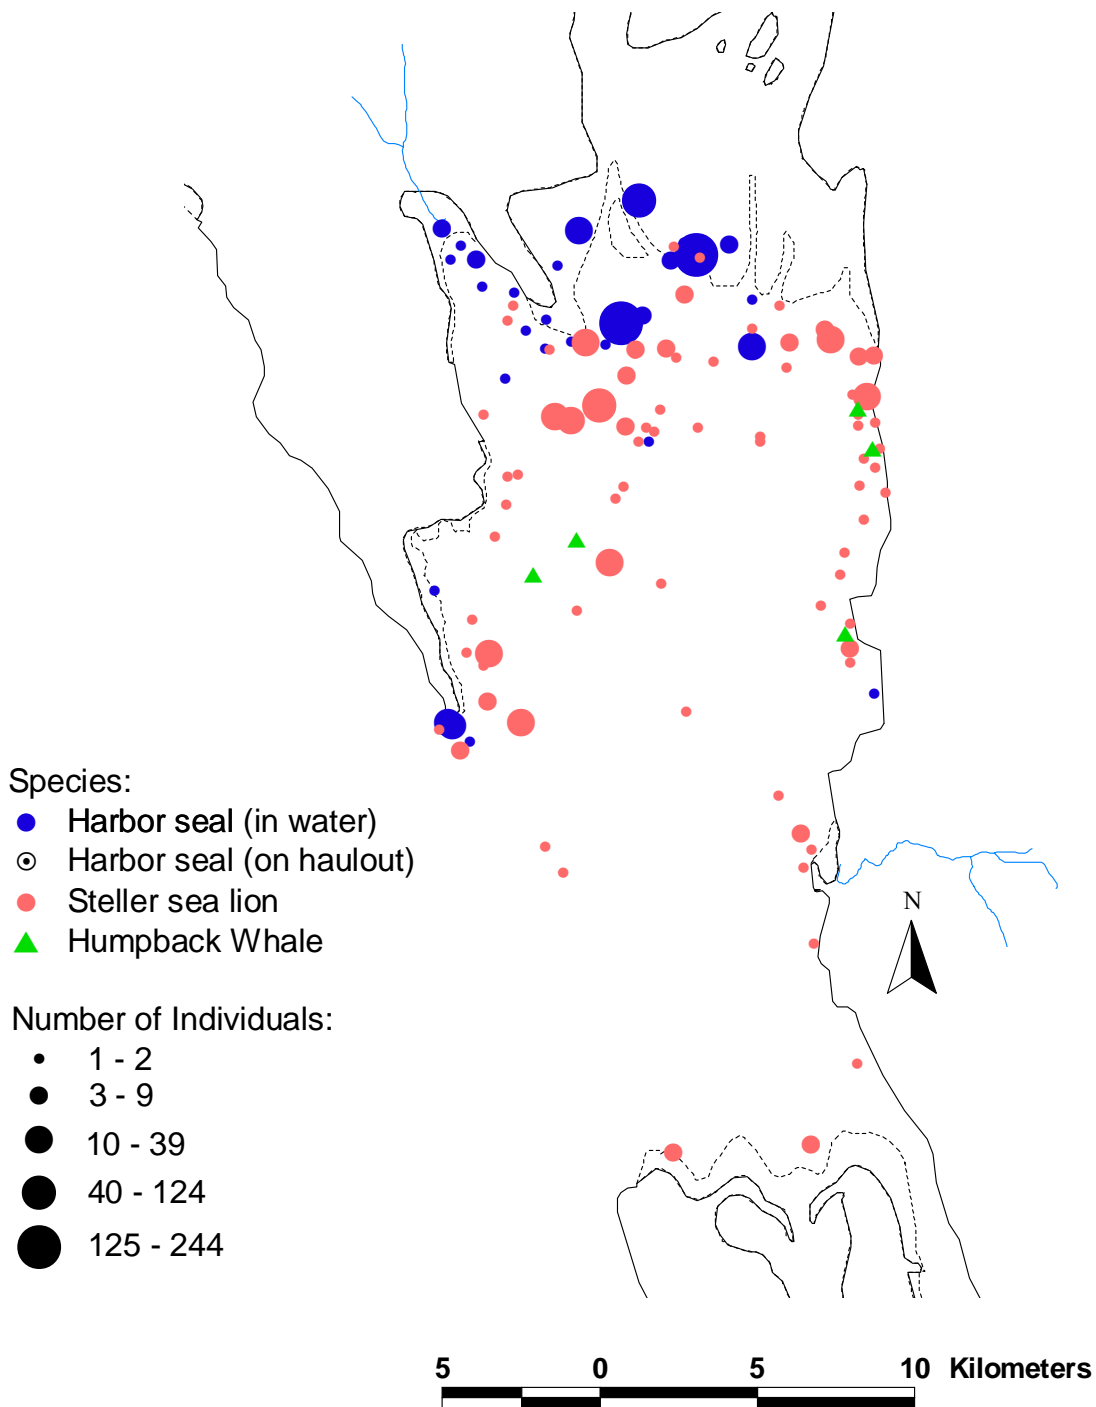 Species:
Harbor seal (in water)
Harbor seal (on haulout)
Steller sea lion
Humpback Whale
N
Number of Individuals:
1 - 2
3 - 9
10 - 39
40 - 124
125 - 244
5 0 5 10 Kilometers